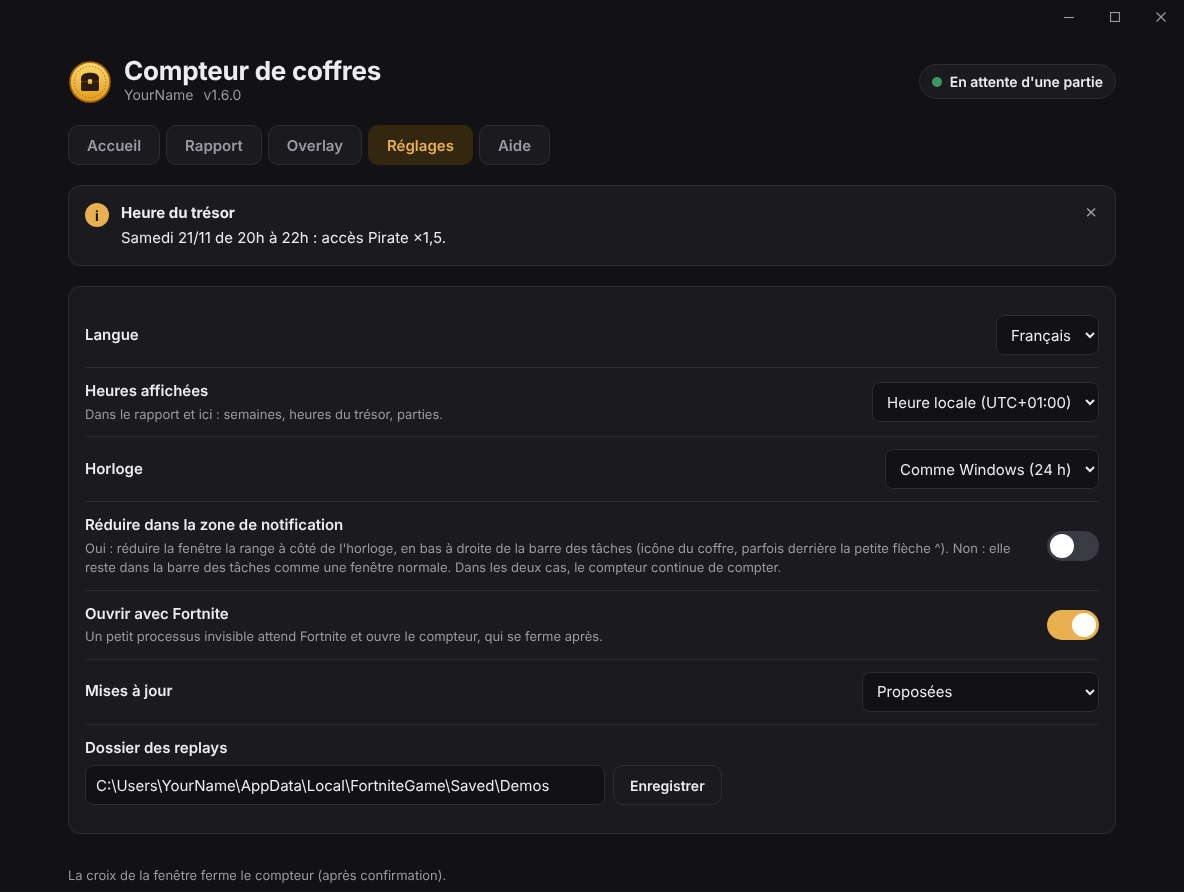 Compteur de coffres
YourName v1.6.0
En attente d'une partie
Accueil
Rapport
Overlay
Réglages
Aide
i
Heure du trésor
Samedi 21/11 de 20h à 22h : accès Pirate ×1,5.
Langue
Français
Heures affichées
Dans le rapport et ici : semaines, heures du trésor, parties.
Heure locale (UTC+01:00)
Horloge
Comme Windows (24 h)
Réduire dans la zone de notification
Oui : réduire la fenêtre la range à côté de l'horloge, en bas à droite de la barre des tâches (icône du coffre, parfois derrière la petite flèche ^). Non : elle
reste dans la barre des tâches comme une fenêtre normale. Dans les deux cas, le compteur continue de compter.
Ouvrir avec Fortnite
Un petit processus invisible attend Fortnite et ouvre le compteur, qui se ferme après.
Mises à jour
Proposées
Dossier des replays
C:\Users\YourName\AppData\Local\FortniteGame\Saved\Demos
Enregistrer
La croix de la fenêtre ferme le compteur (après confirmation).